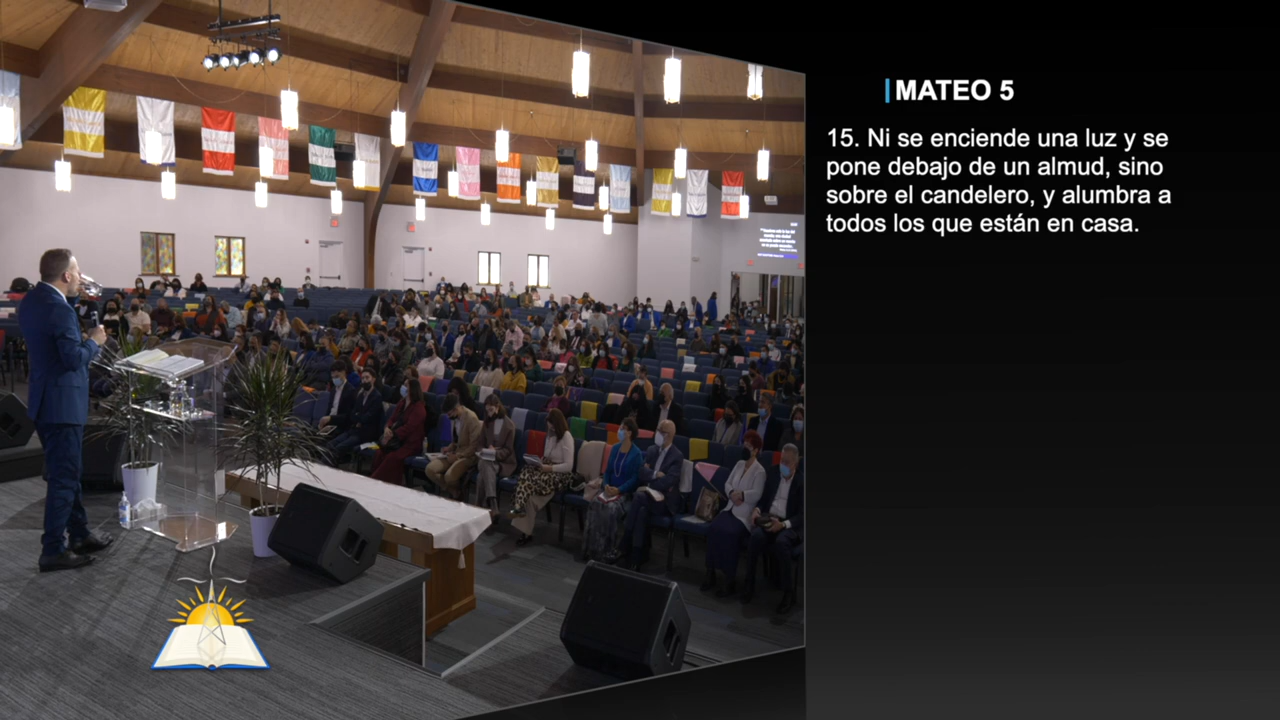 MATEO 5
15. Ni se enciende una luz y se
pone debajo de un almud, sino
sobre el candelero, y alumbra a
todos los que están en casa.